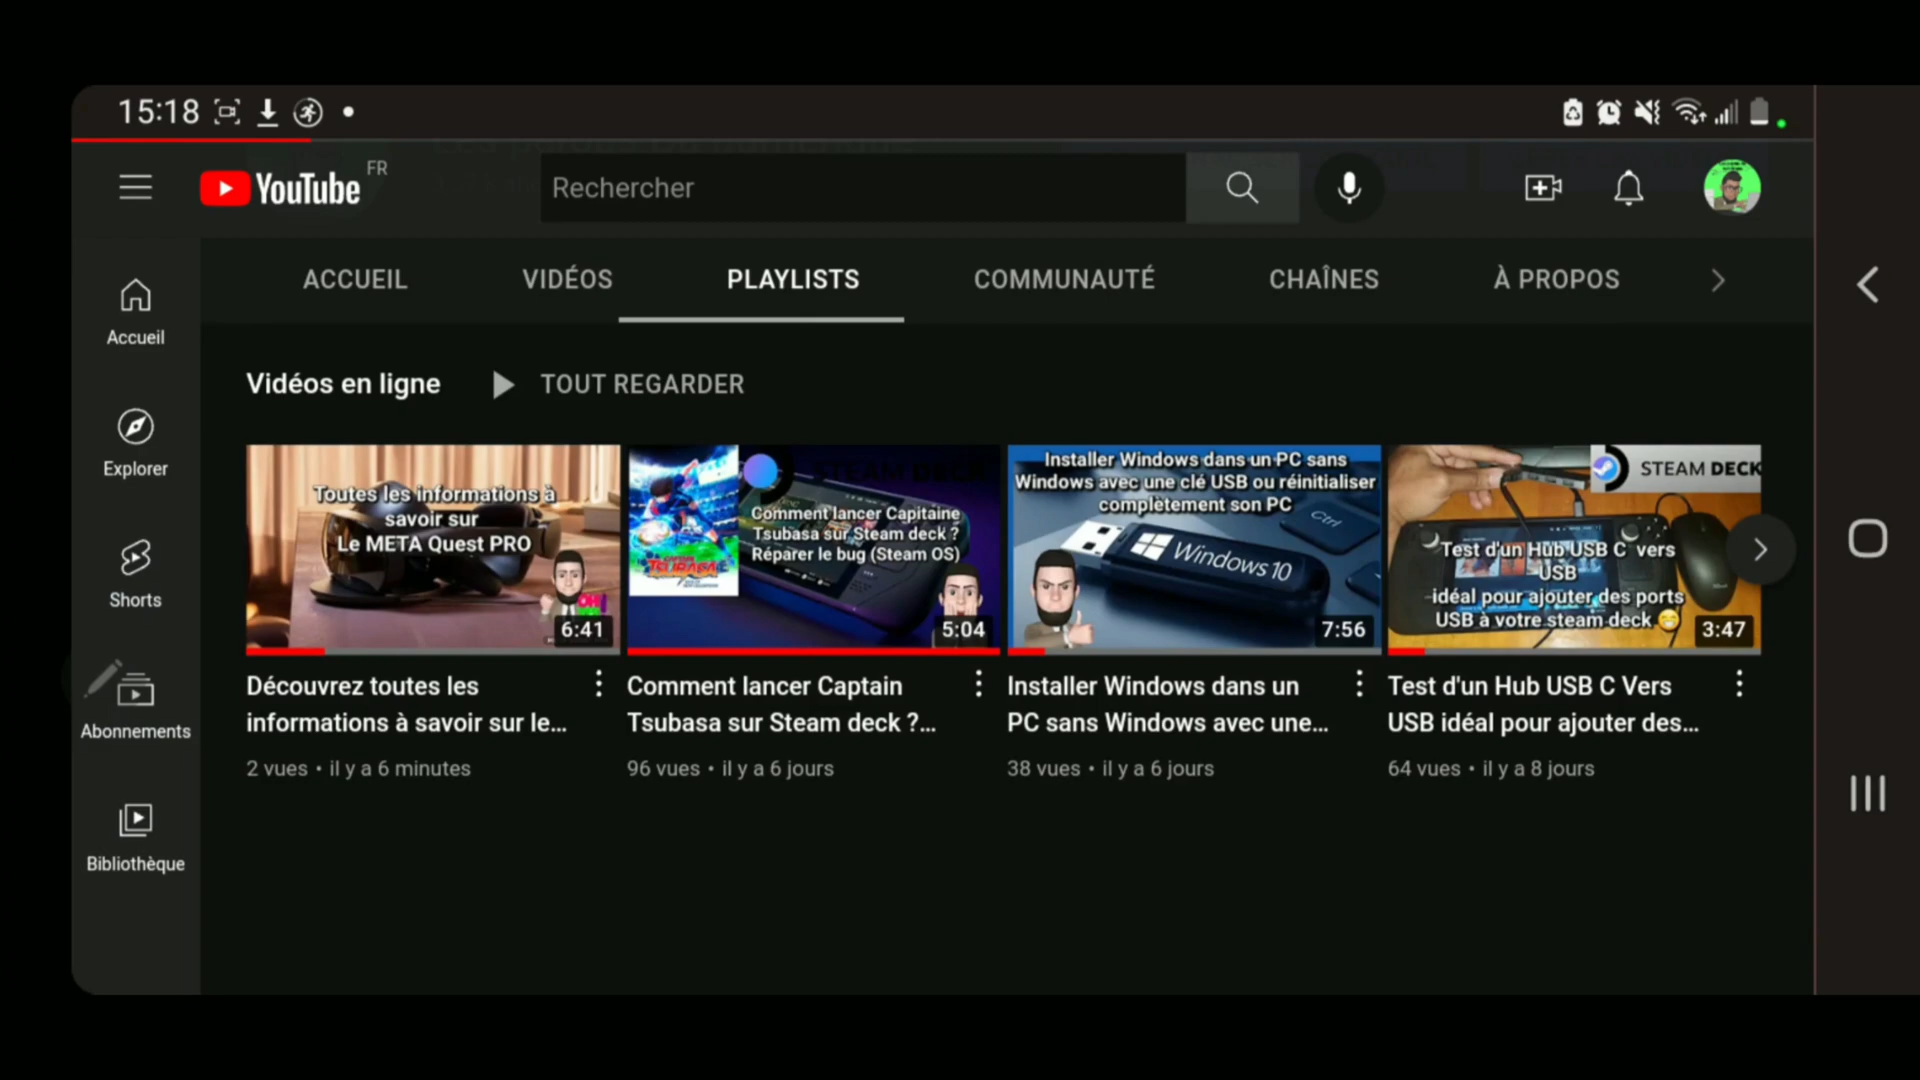 15:18
YouTube FR
Rechercher
ACCUEIL
VIDÉOS
PLAYLISTS
COMMUNAUTÉ
CHAÎNES
À PROPOS
Accueil
Explorer
Shorts
Abonnements
Bibliothèque
Vidéos en ligne
TOUT REGARDER
Toutes les informations à
savoir sur
Le META Quest PRO
6:41
STEAM DECK
Comment lancer Capitaine
Tsubasa sur Steam deck ?
Réparer le bug (Steam OS)
5:04
Installer Windows dans un PC sans
Windows avec une clé USB ou réinitialiser
complètement son PC
Ctrl
Windows 10
7:56
STEAM DECK
Test d'un Hub USB C vers
USB
idéal pour ajouter des ports
USB à votre steam deck
3:47
Découvrez toutes les
informations à savoir sur le...
2 vues • il y a 6 minutes
Comment lancer Captain
Tsubasa sur Steam deck ?...
96 vues • il y a 6 jours
Installer Windows dans un
PC sans Windows avec une...
38 vues • il y a 6 jours
Test d'un Hub USB C Vers
USB idéal pour ajouter des...
64 vues • il y a 8 jours